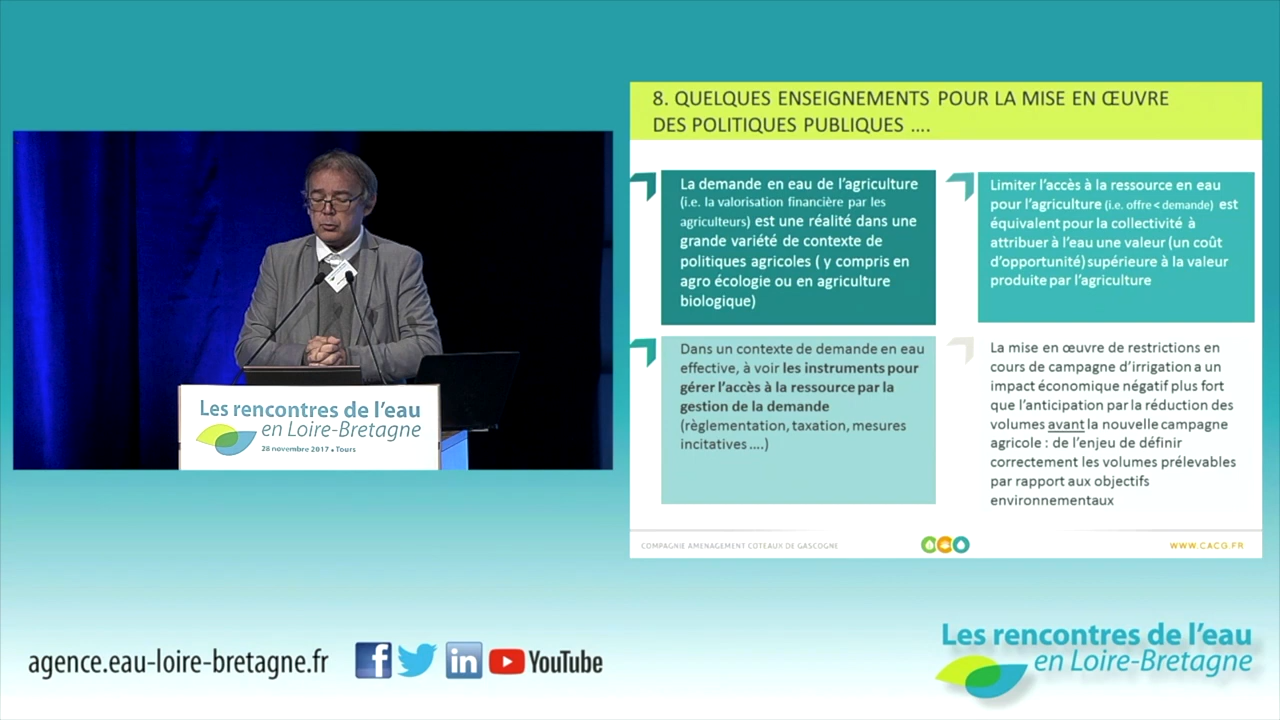 8. QUELQUES ENSEIGNEMENTS POUR LA MISE EN ŒUVRE
DES POLITIQUES PUBLIQUES ....
La demande en eau de l'agriculture
(i.e. la valorisation financière par les
agriculteurs) est une réalité dans une
grande variété de contexte de
politiques agricoles ( y compris en
agro écologie ou en agriculture
biologique)
Limiter l'accès à la ressource en eau
pour l'agriculture (i.e. offre < demande) est
équivalent pour la collectivité à
attribuer à l'eau une valeur (un coût
d'opportunité) supérieure à la valeur
produite par l'agriculture
Dans un contexte de demande en eau
effective, à voir les instruments pour
gérer l'accès à la ressource par la
gestion de la demande
(règlementation, taxation, mesures
incitatives ....)
La mise en œuvre de restrictions en
cours de campagne d'irrigation a un
impact économique négatif plus fort
que l'anticipation par la réduction des
volumes avant la nouvelle campagne
agricole : de l'enjeu de définir
correctement les volumes prélevables
par rapport aux objectifs
environnementaux
COMPAGNIE AMENAGEMENT COTEAUX DE GASCOGNE
WWW.CACG.FR
Les rencontres de l'eau
en Loire-Bretagne
28 novembre 2017 • Tours
agence.eau-loire-bretagne.fr
f
in
YouTube
Les rencontres de l'eau
en Loire-Bretagne